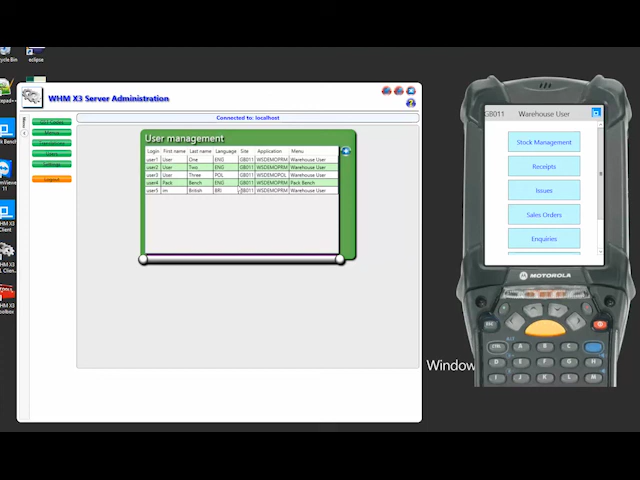 eclipse
WHM X3 Server Administration
Connected to: localhost
Logout
User management
Login First name Last name Language Site Application Menu
user1 User One ENG GB011 WSDEMOPRM Warehouse User
user2 User Two ENG GB011 WSDEMOPRM Warehouse User
user3 User Three POL GB011 WSDEMOPOL Warehouse User
user4 Pack Bench ENG GB011 WSDEMOPRM Pack Bench
user5 im British BRI GB011 WSDEMOPRM Warehouse User
GB011 Warehouse User
Stock Management
Receipts
Issues
Sales Orders
Enquiries
MOTOROLA
Window